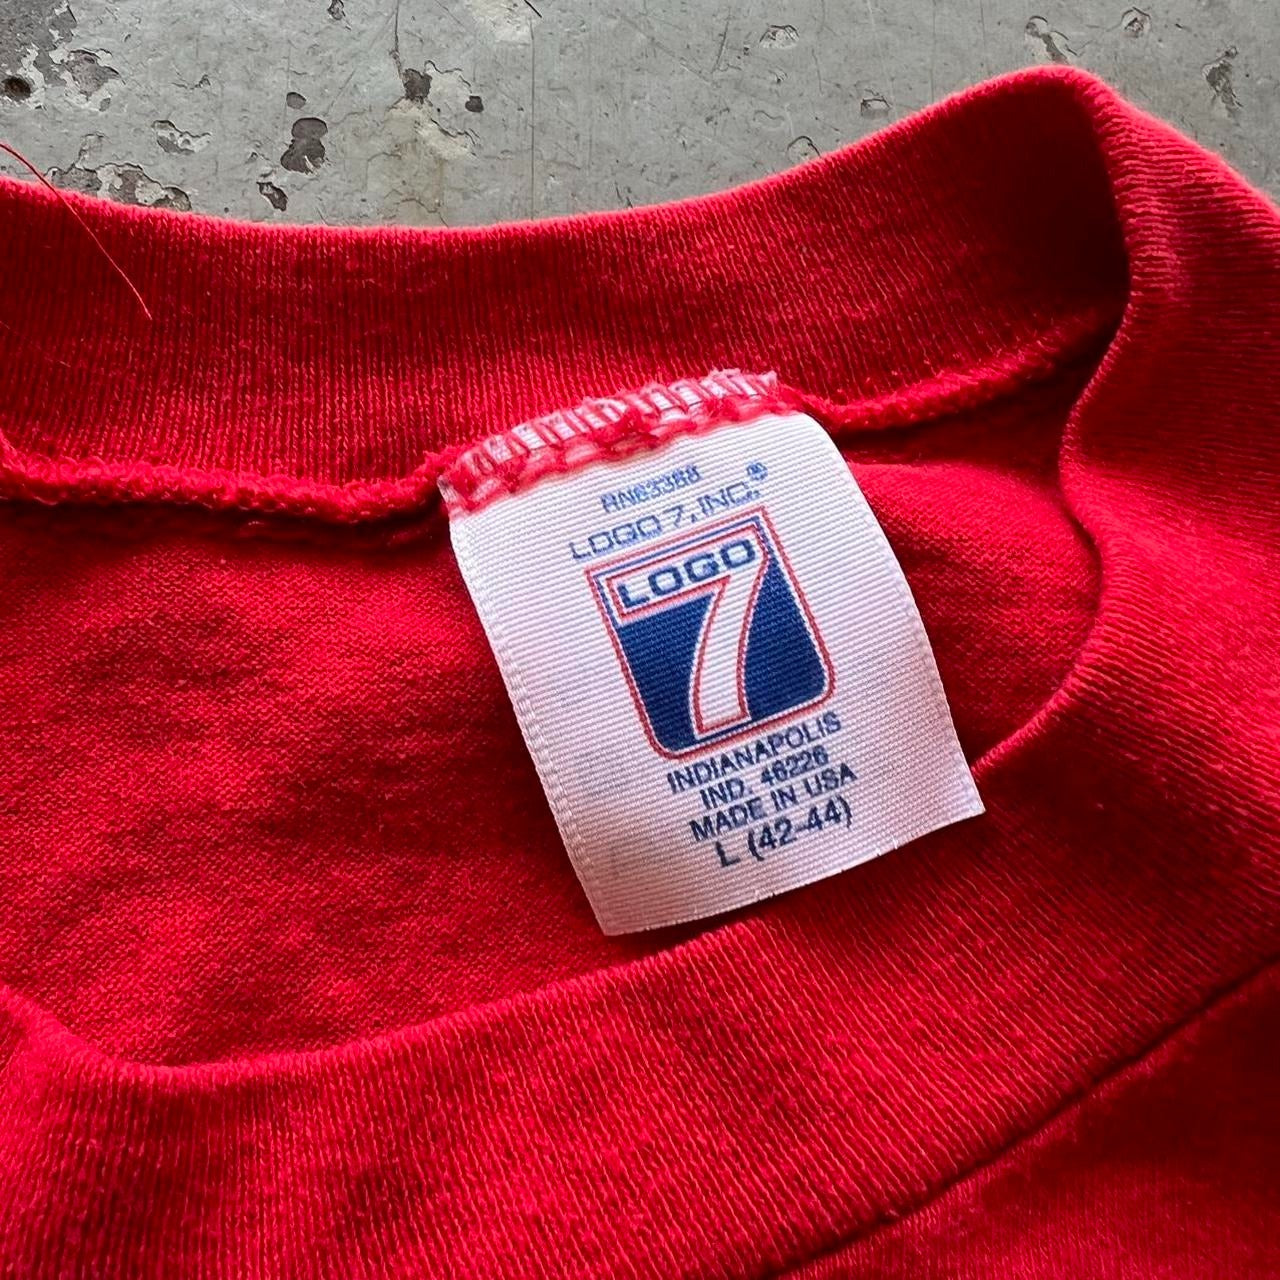 RN63368
LOGO 7, INC.®
LOGO
7
INDIANAPOLIS
IND. 46226
MADE IN USA
L (42-44)